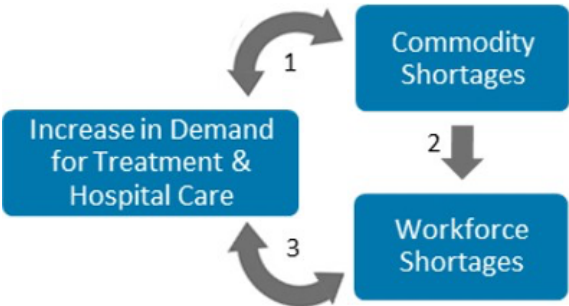 1
Commodity
Shortages
Increase in Demand
for Treatment &
Hospital Care
2
3
Workforce
Shortages